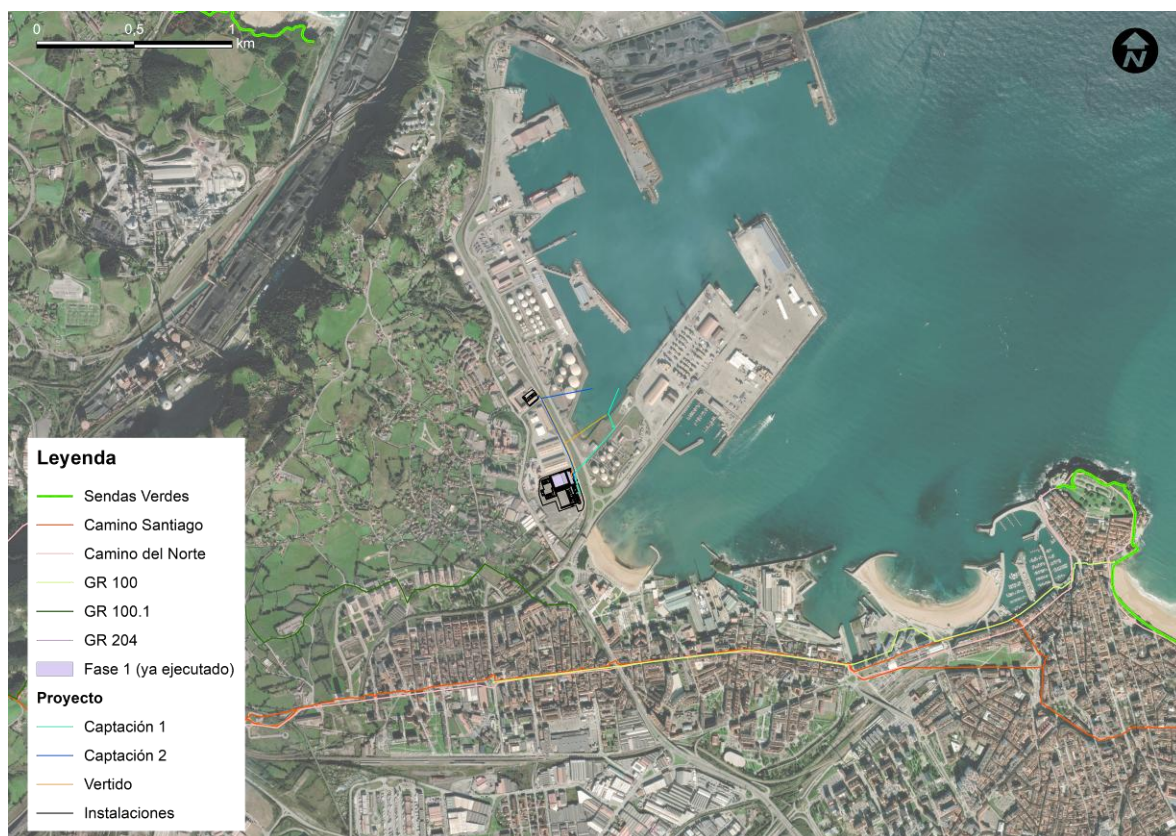 0 0,5 1
km
N
Leyenda
Sendas Verdes
Camino Santiago
Camino del Norte
GR 100
GR 100.1
GR 204
Fase 1 (ya ejecutado)
Proyecto
Captación 1
Captación 2
Vertido
Instalaciones